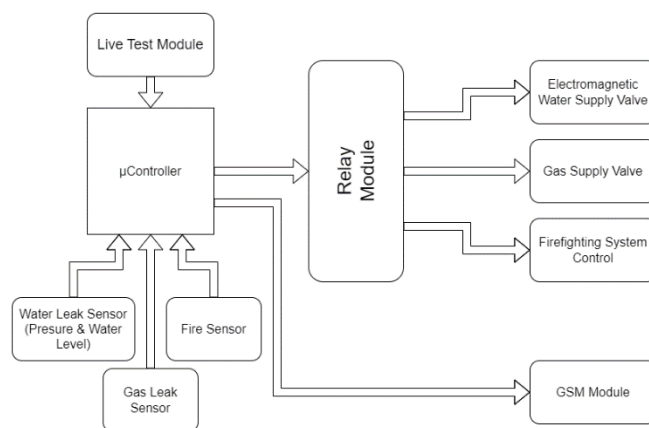 Live Test Module
Electromagnetic
Water Supply Valve
µController
Relay
Module
Gas Supply Valve
Firefighting System
Control
Water Leak Sensor
(Presure & Water
Level)
Fire Sensor
Gas Leak
Sensor
GSM Module